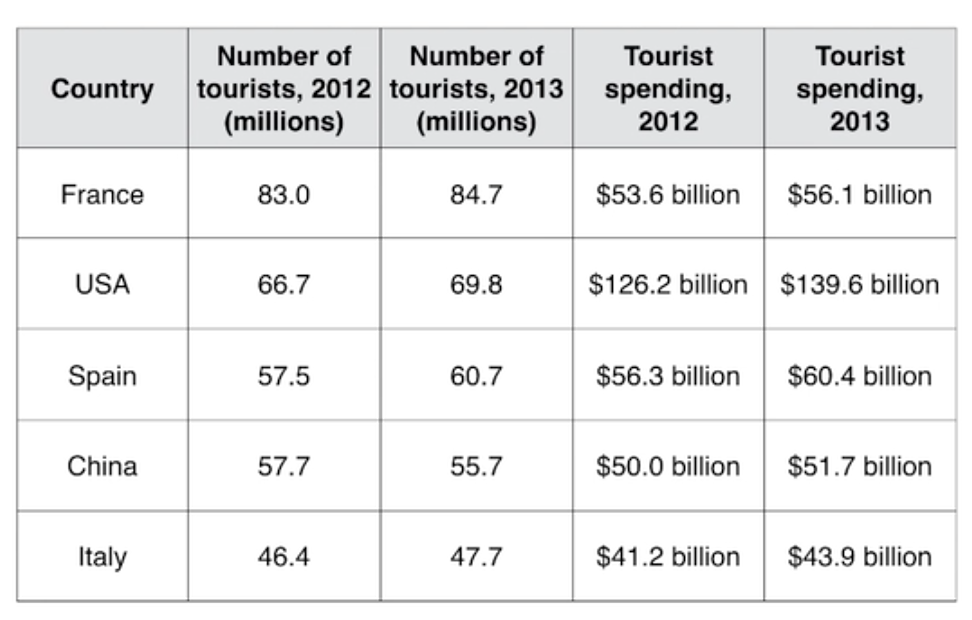 Country
Number of
tourists, 2012
(millions)
Number of
tourists, 2013
(millions)
Tourist
spending,
2012
Tourist
spending,
2013
France 83.0 84.7 $53.6 billion $56.1 billion
USA 66.7 69.8 $126.2 billion $139.6 billion
Spain 57.5 60.7 $56.3 billion $60.4 billion
China 57.7 55.7 $50.0 billion $51.7 billion
Italy 46.4 47.7 $41.2 billion $43.9 billion